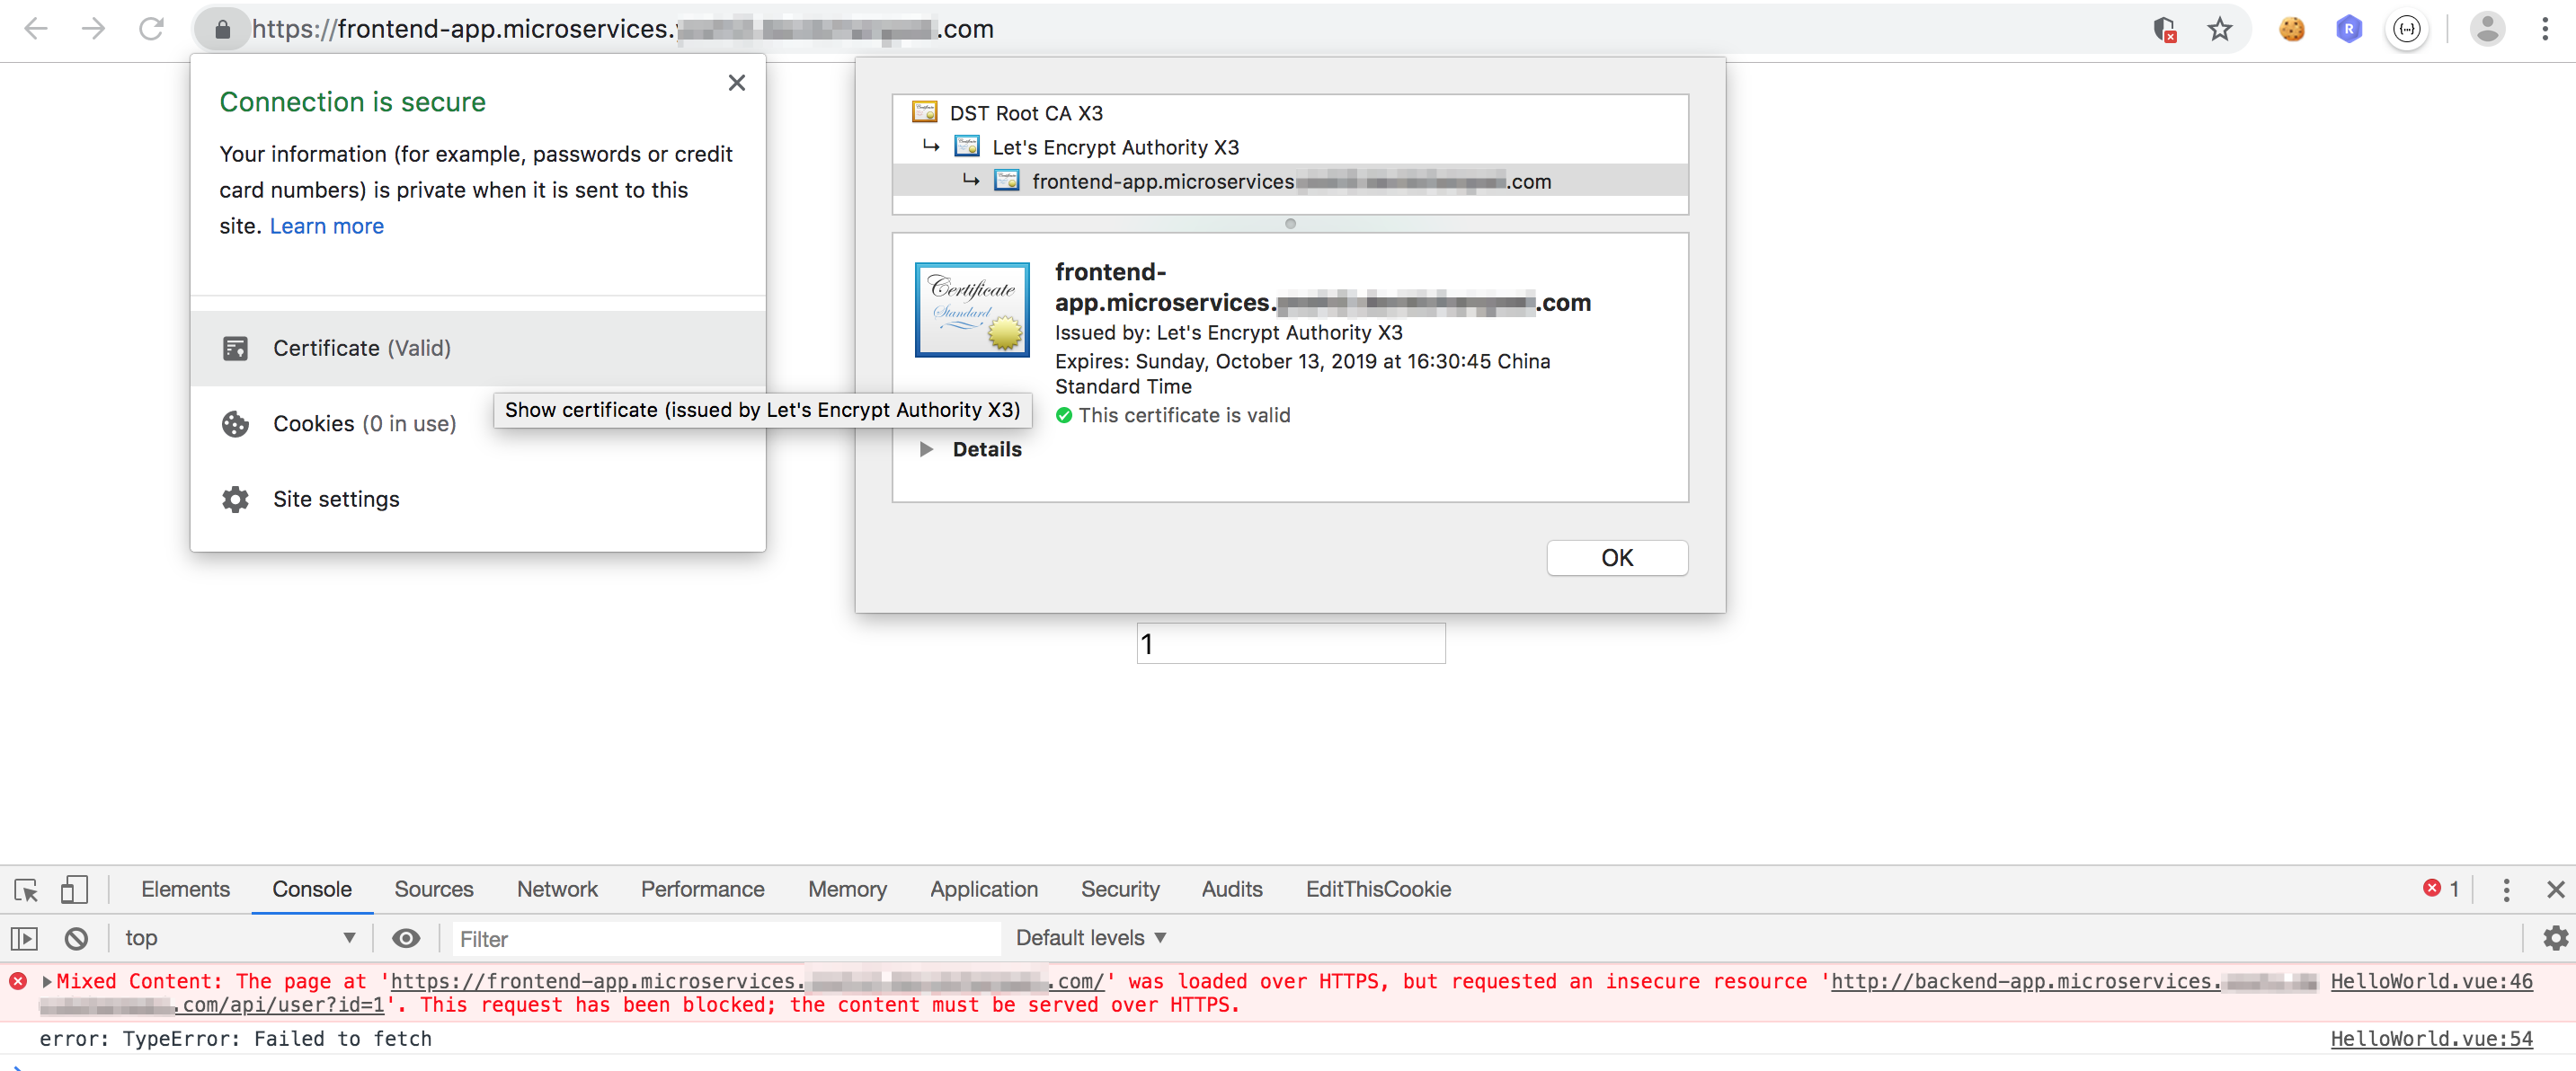 https://frontend-app.microservices. .com
Connection is secure
Your information (for example, passwords or credit
card numbers) is private when it is sent to this
site. Learn more
Certificate (Valid)
Cookies (0 in use)
Site settings
Show certificate (issued by Let's Encrypt Authority X3)
DST Root CA X3
Let's Encrypt Authority X3
frontend-app.microservices .com
Certificate
Standard
frontend-
app.microservices. .com
Issued by: Let's Encrypt Authority X3
Expires: Sunday, October 13, 2019 at 16:30:45 China
Standard Time
This certificate is valid
Details
OK
1
Elements Console Sources Network Performance Memory Application Security Audits EditThisCookie 1
top Filter Default levels
Mixed Content: The page at 'https://frontend-app.microservices. .com/' was loaded over HTTPS, but requested an insecure resource 'http://backend-app.microservices. HelloWorld.vue:46
.com/api/user?id=1'. This request has been blocked; the content must be served over HTTPS.
error: TypeError: Failed to fetch HelloWorld.vue:54